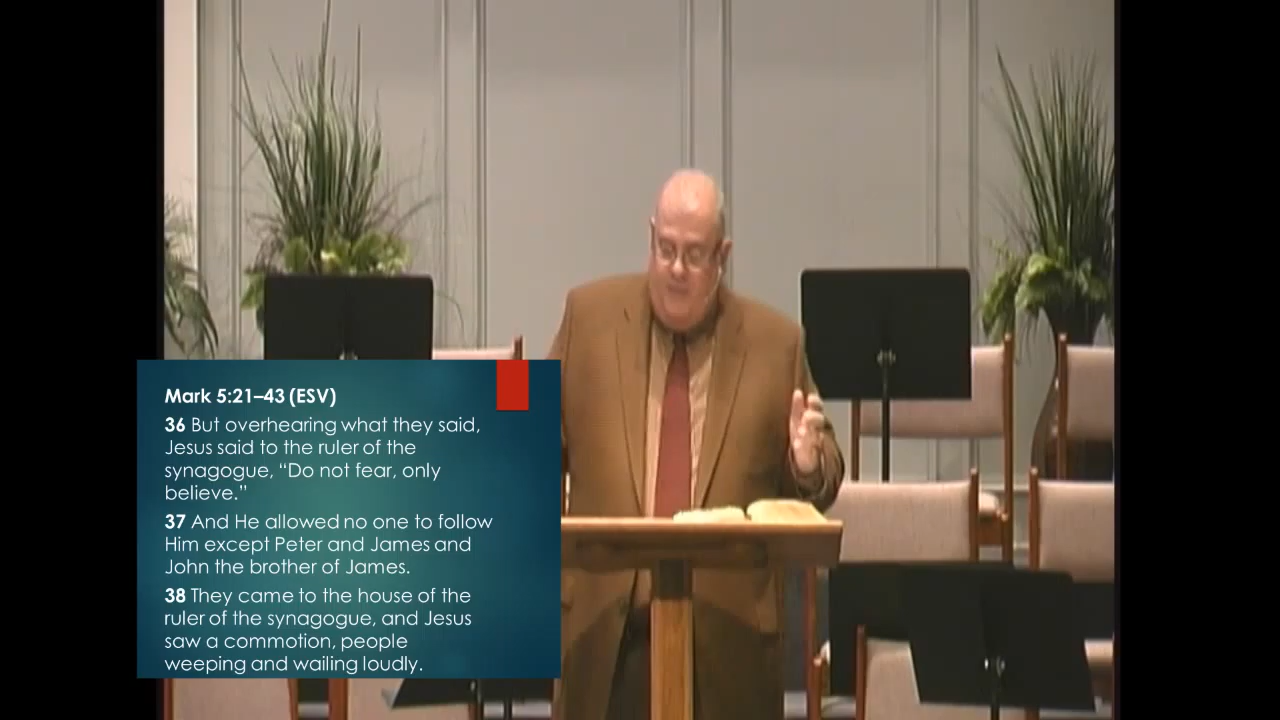 Mark 5:21–43 (ESV)
36 But overhearing what they said,
Jesus said to the ruler of the
synagogue, “Do not fear, only
believe.”
37 And He allowed no one to follow
Him except Peter and James and
John the brother of James.
38 They came to the house of the
ruler of the synagogue, and Jesus
saw a commotion, people
weeping and wailing loudly.